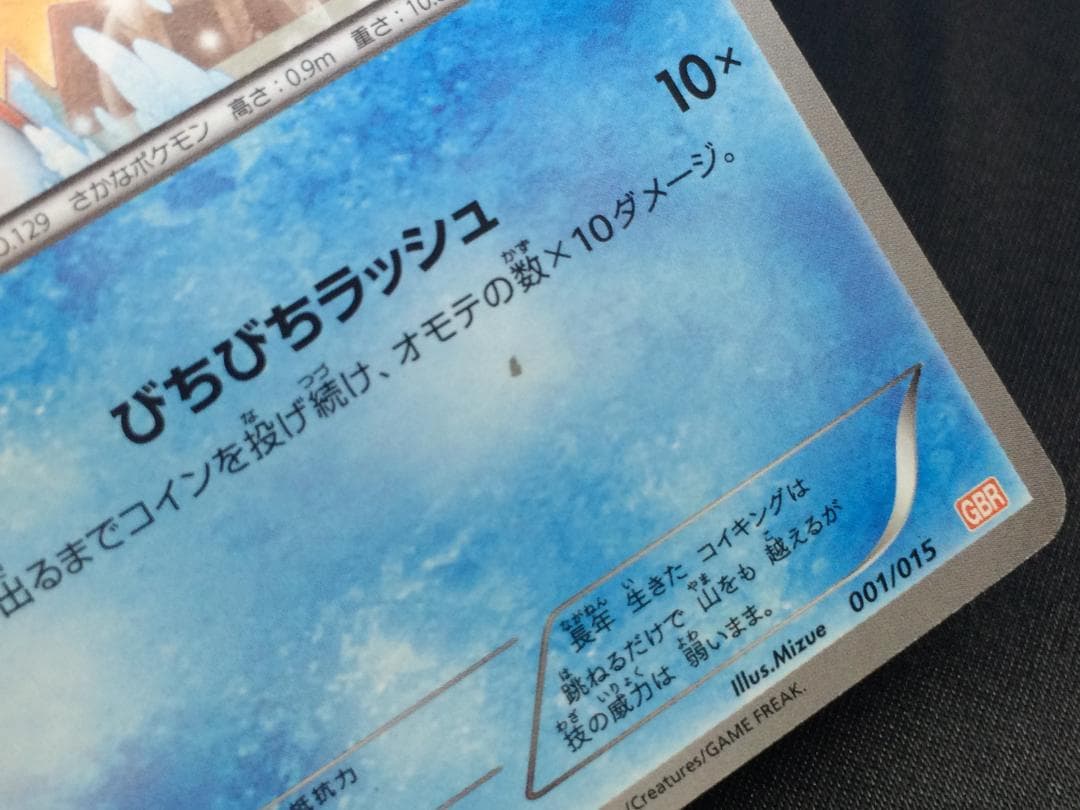 .129 さかなポケモン 高さ:0.9m 重さ:10.
びちびちラッシュ 10×
出るまでコインを投げ続け、オモテの数×10ダメージ。
抵抗力
長年 生きた コイキングは
跳ねるだけで 山をも 越えるが
技の威力は 弱いまま。
Illus.Mizue 001/015 GBR
/Creatures/GAME FREAK.